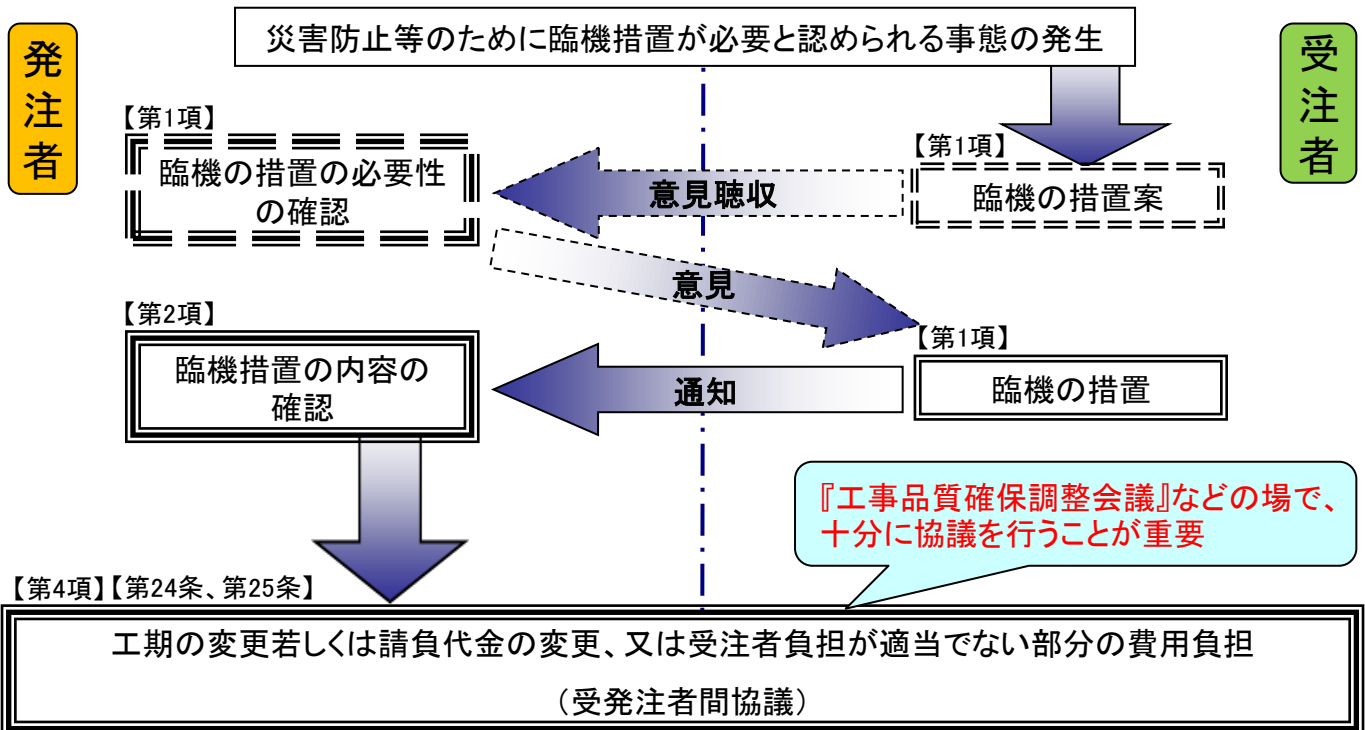 災害防止等のために臨機措置が必要と認められる事態の発生
発注者
受注者
【第1項】
臨機の措置の必要性
の確認
意見聴収
【第1項】
臨機の措置案
意見
【第2項】
臨機措置の内容の
確認
通知
【第1項】
臨機の措置
『工事品質確保調整会議』などの場で、
十分に協議を行うことが重要
【第4項】【第24条、第25条】
工期の変更若しくは請負代金の変更、又は受注者負担が適当でない部分の費用負担
（受発注者間協議）